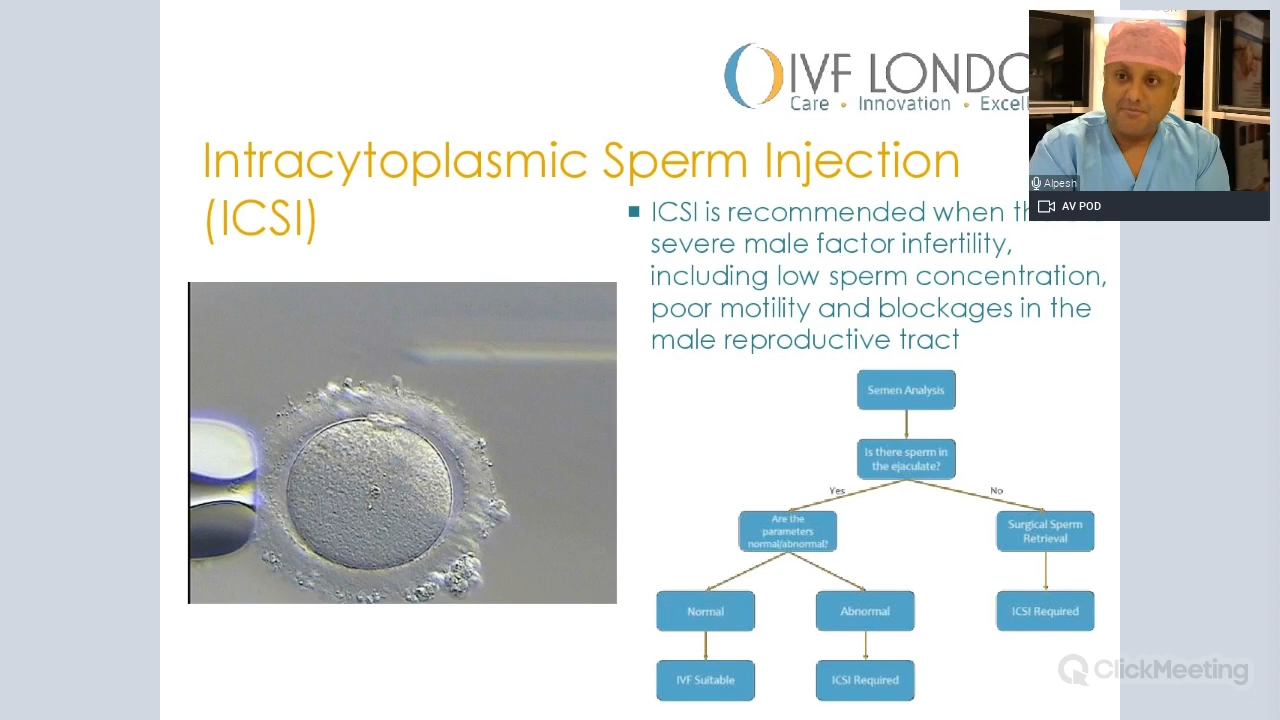 IVF LONDO
Care • Innovation • Excell
Alpesh
AV POD
Intracytoplasmic Sperm Injection
(ICSI)
■ ICSI is recommended when th
severe male factor infertility,
including low sperm concentration,
poor motility and blockages in the
male reproductive tract
Semen Analysis
Is there sperm in
the ejaculate?
Yes
No
Are the
parameters
normal/abnormal?
Surgical Sperm
Retrieval
Normal
Abnormal
ICSI Required
IVF Suitable
ICSI Required
ClickMeeting